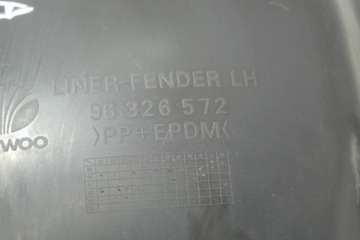 LINER-FENDER LH
96 326 572
WOO
>PP+EPDM<